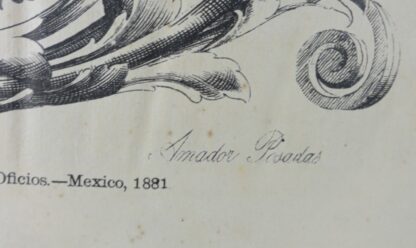 Amador Posadas
Oficios.—Mexico, 1881